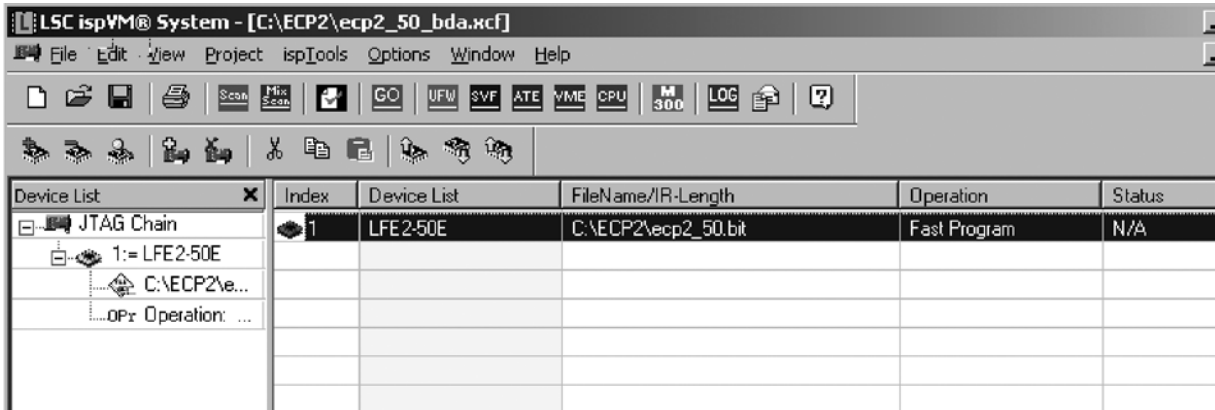 LSC ispVM® System - [C:\ECP2\ecp2_50_bda.xcf]
File Edit View Project ispTools Options Window Help
Scan Mix Scan GO UFW SVF ATE VME CPU M 300 LOG
Device List Index Device List FileName/IR-Length Operation Status
JTAG Chain 1 LFE2-50E C:\ECP2\ecp2_50.bit Fast Program N/A
1:= LFE2-50E
C:\ECP2\e...
OPr Operation: ...